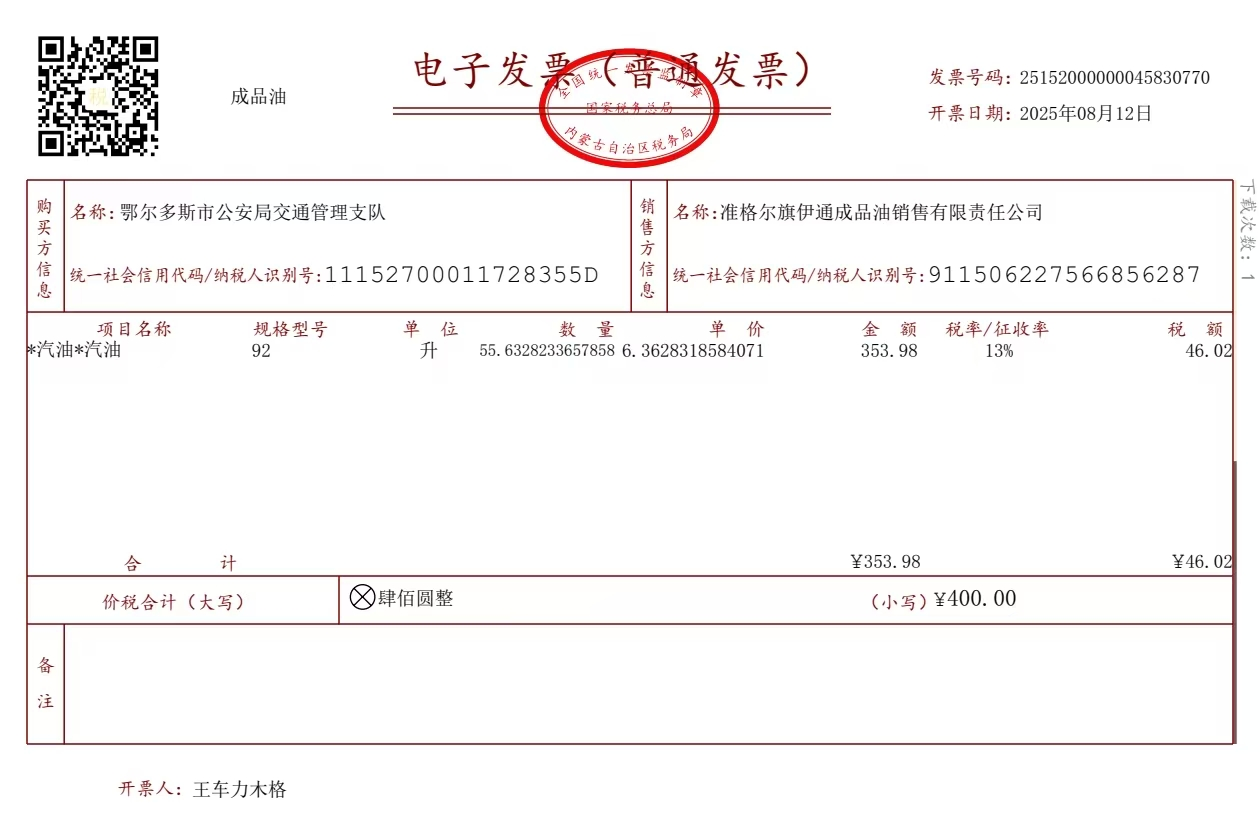 电子发票（普通发票）
税
成品油
发票号码：25152000000045830770
开票日期：2025年08月12日
全国统一发票监制章
国家税务总局
内蒙古自治区税务局
购买方信息
名称：鄂尔多斯市公安局交通管理支队
统一社会信用代码/纳税人识别号：11152700011728355D
销售方信息
名称：准格尔旗伊通成品油销售有限责任公司
统一社会信用代码/纳税人识别号：911506227566856287
下载次数：1
项目名称 规格型号 单 位 数 量 单 价 金 额 税率/征收率 税 额
*汽油*汽油 92 升 55.6328233657858 6.3628318584071 353.98 13% 46.02
合 计 ¥353.98 ¥46.02
价税合计（大写） ⊗肆佰圆整 （小写）¥400.00
备注
开票人：王车力木格